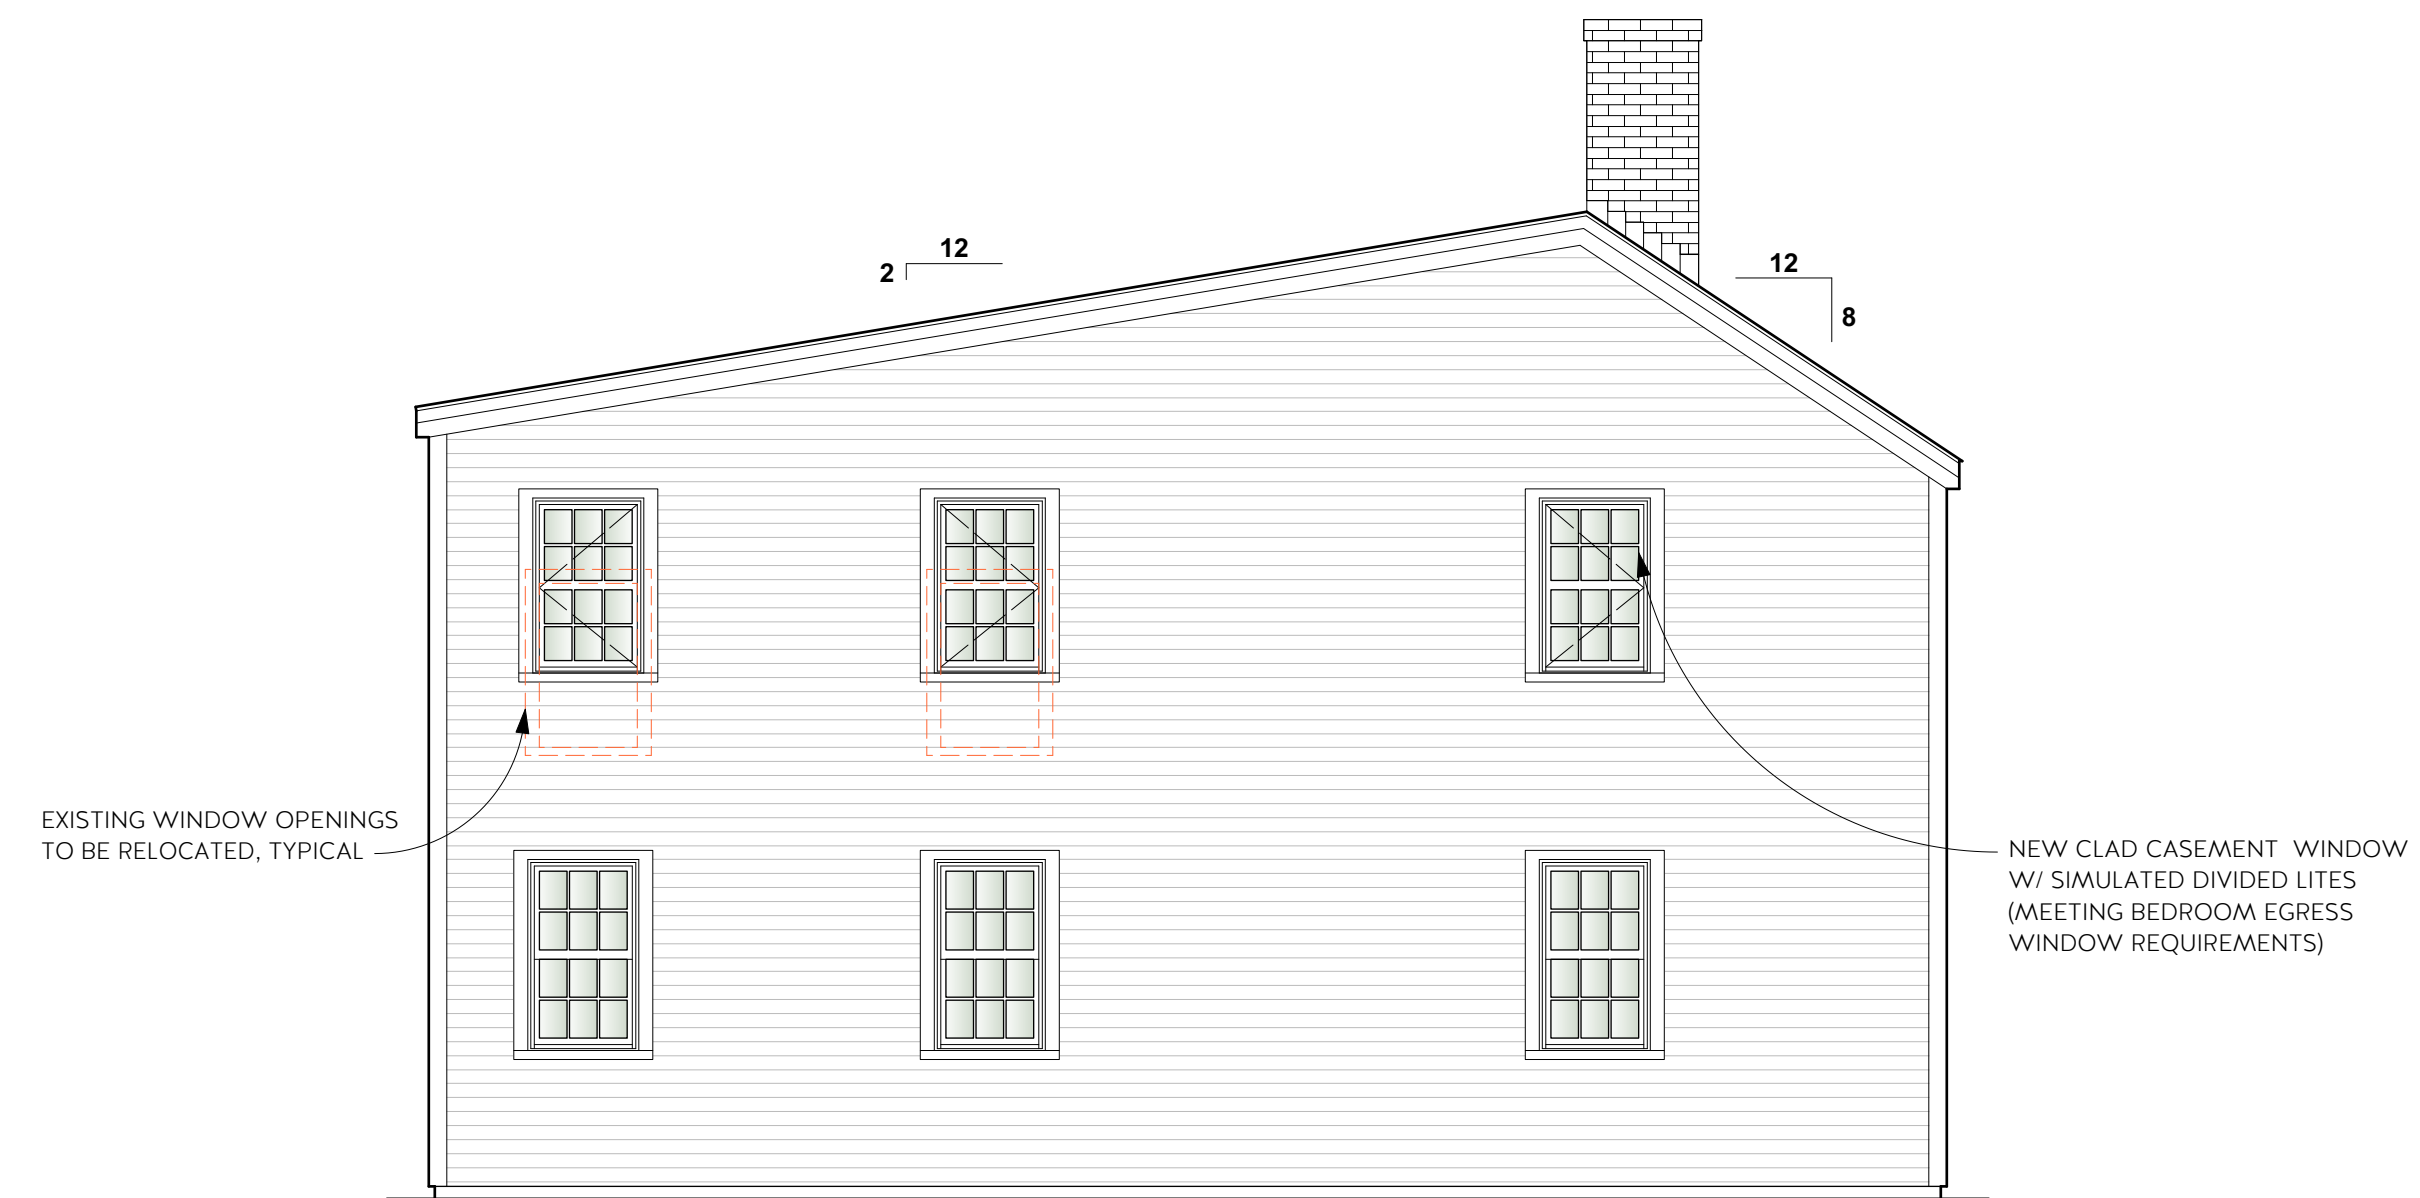 12
2
12
8
EXISTING WINDOW OPENINGS
TO BE RELOCATED, TYPICAL
NEW CLAD CASEMENT WINDOW
W/ SIMULATED DIVIDED LITES
(MEETING BEDROOM EGRESS
WINDOW REQUIREMENTS)